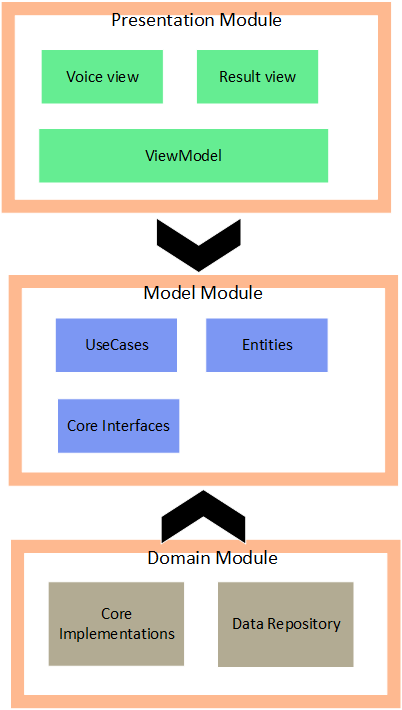 Presentation Module
Voice view
Result view
ViewModel
Model Module
UseCases
Entities
Core Interfaces
Domain Module
Core
Implementations
Data Repository